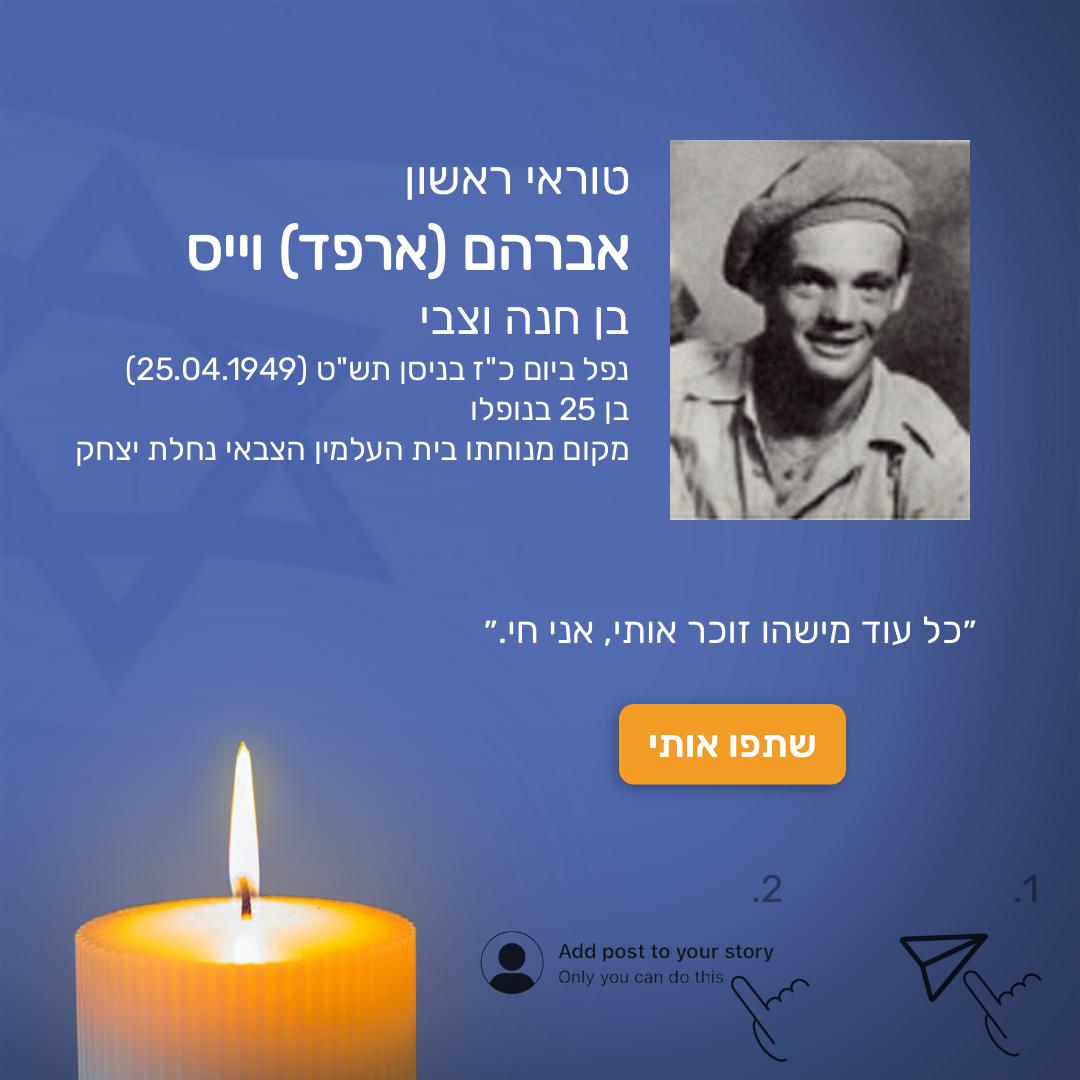 טוראי ראשון
אברהם (ארפד) וייס
בן חנה וצבי
נפל ביום כ"ז בניסן תש"ט (25.04.1949)
בן 25 בנופלו
מקום מנוחתו בית העלמין הצבאי נחלת יצחק
״כל עוד מישהו זוכר אותי, אני חי.״
שתפו אותי
1.
2.
Add post to your story
Only you can do this